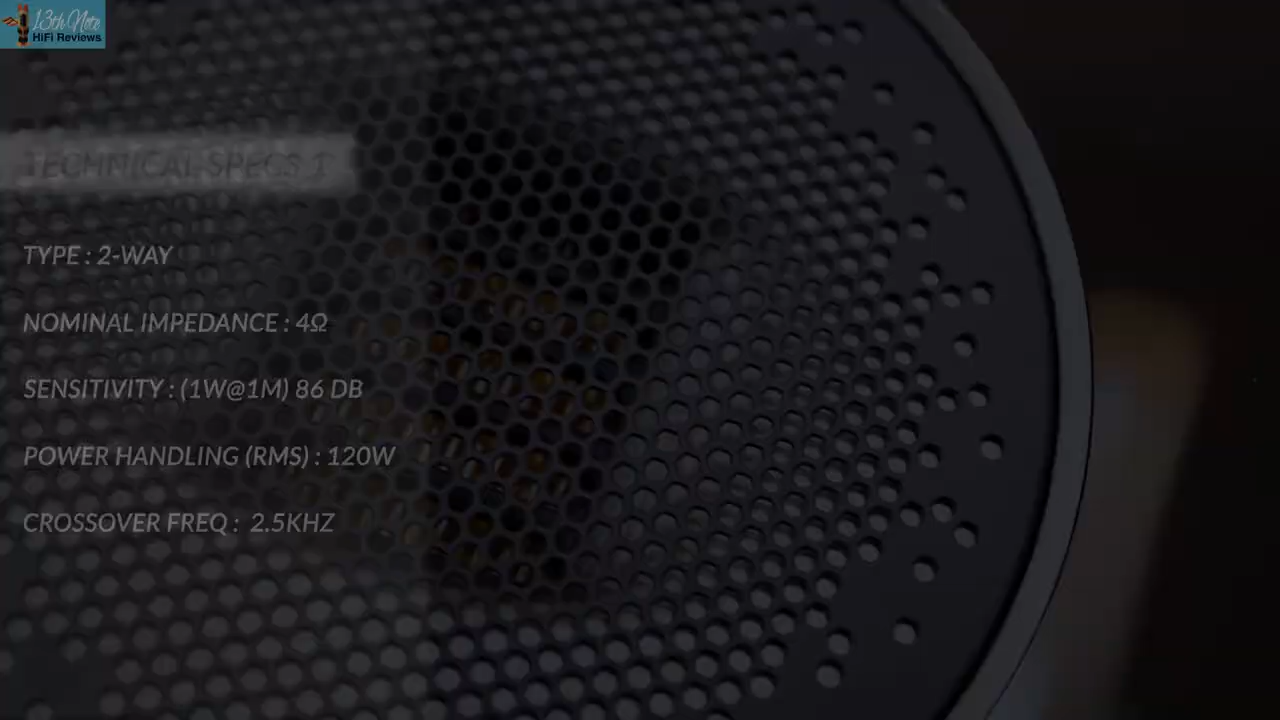 13th Note
HiFi Reviews
TECHNICAL SPECS 1
TYPE : 2-WAY
NOMINAL IMPEDANCE : 4Ω
SENSITIVITY : (1W@1M) 86 DB
POWER HANDLING (RMS) : 120W
CROSSOVER FREQ : 2.5KHZ